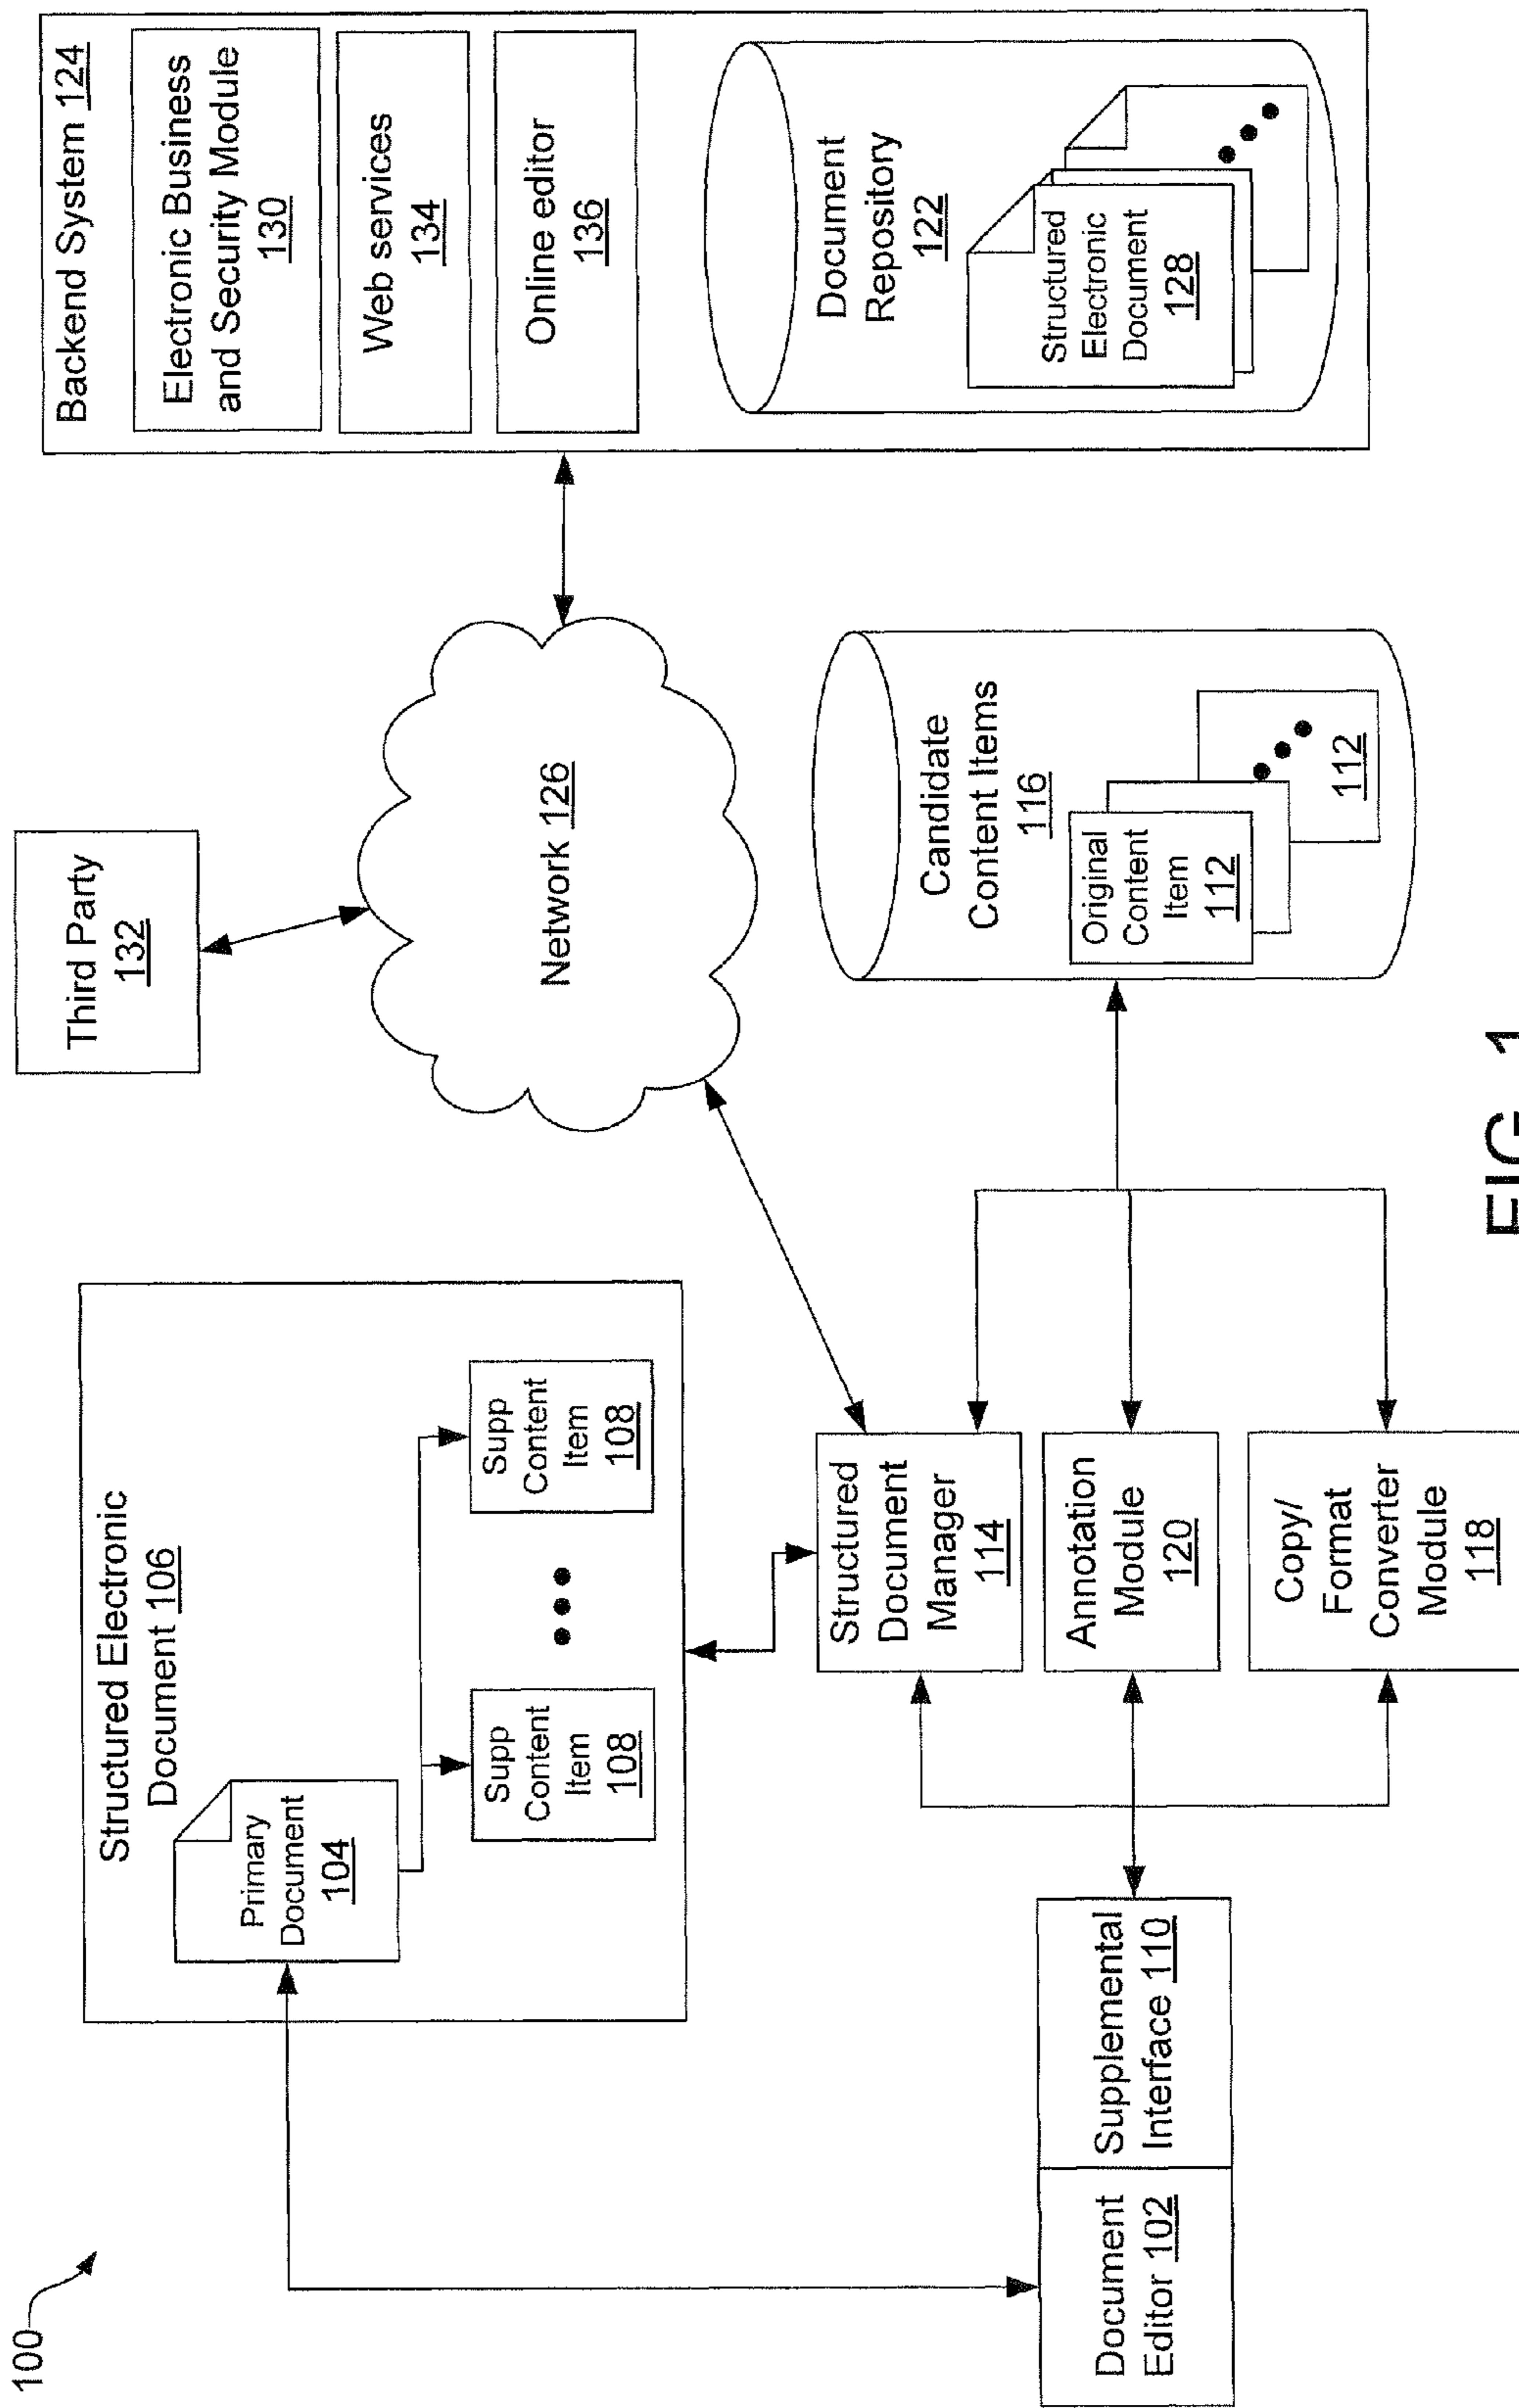 100
Structured Electronic
Document 106
Primary
Document
104
Supp
Content
Item
108
Supp
Content
Item
108
Third Party
132
Network 126
Backend System 124
Electronic Business
and Security Module
130
Web services
134
Online editor
136
Document
Repository
122
Structured
Electronic
Document
128
Document
Editor 102
Supplemental
Interface 110
Structured
Document
Manager
114
Annotation
Module
120
Copy/
Format
Converter
Module
118
Candidate
Content Items
116
Original
Content
Item
112
112
FIG. 1